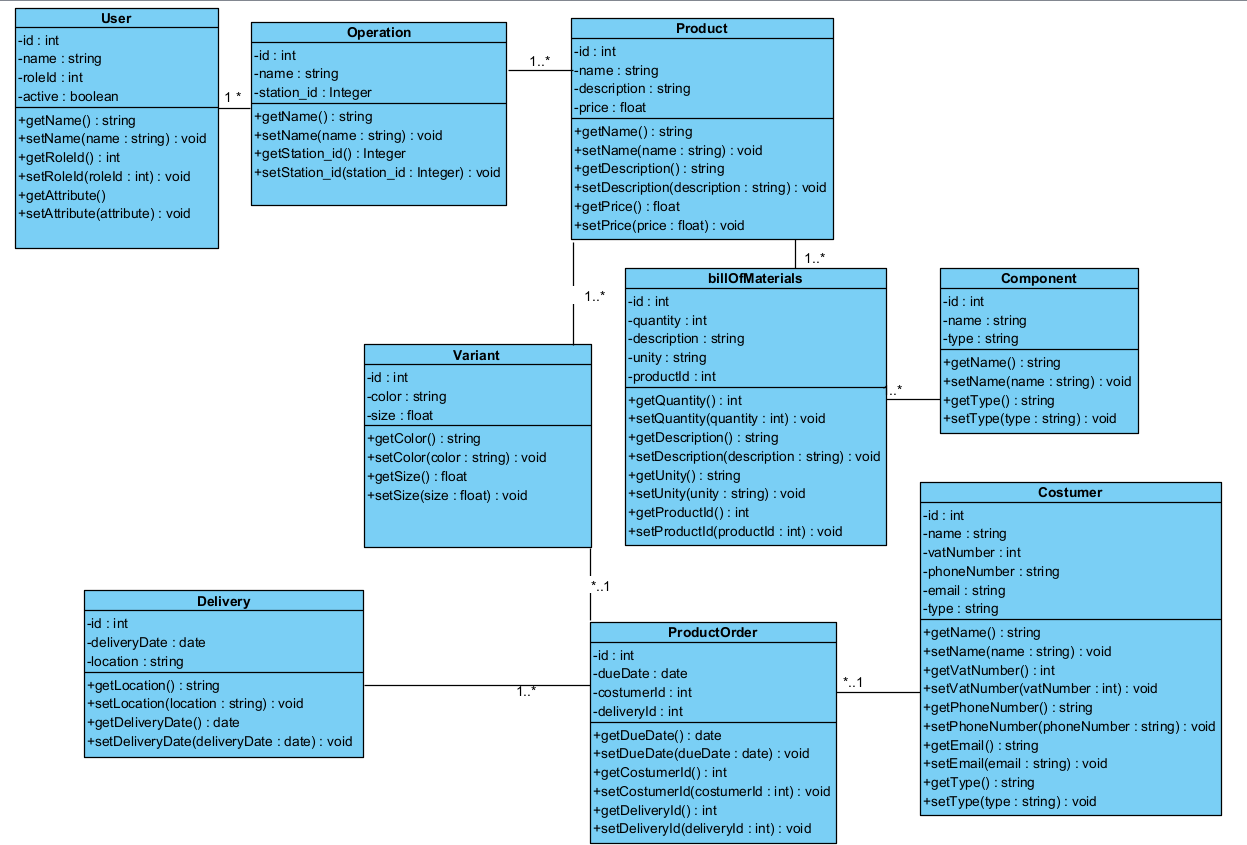 User
-id : int
-name : string
-roleId : int
-active : boolean
+getName() : string
+setName(name : string) : void
+getRoleId() : int
+setRoleId(roleId : int) : void
+getAttribute()
+setAttribute(attribute) : void
1 *
Operation
-id : int
-name : string
-station_id : Integer
+getName() : string
+setName(name : string) : void
+getStation_id() : Integer
+setStation_id(station_id : Integer) : void
1..*
Product
-id : int
-name : string
-description : string
-price : float
+getName() : string
+setName(name : string) : void
+getDescription() : string
+setDescription(description : string) : void
+getPrice() : float
+setPrice(price : float) : void
1..*
1..*
billOfMaterials
-id : int
-quantity : int
-description : string
-unity : string
-productId : int
+getQuantity() : int
+setQuantity(quantity : int) : void
+getDescription() : string
+setDescription(description : string) : void
+getUnity() : string
+setUnity(unity : string) : void
+getProductId() : int
+setProductId(productId : int) : void
..*
Component
-id : int
-name : string
-type : string
+getName() : string
+setName(name : string) : void
+getType() : string
+setType(type : string) : void
Variant
-id : int
-color : string
-size : float
+getColor() : string
+setColor(color : string) : void
+getSize() : float
+setSize(size : float) : void
*..1
Costumer
-id : int
-name : string
-vatNumber : int
-phoneNumber : string
-email : string
-type : string
+getName() : string
+setName(name : string) : void
+getVatNumber() : int
+setVatNumber(vatNumber : int) : void
+getPhoneNumber() : string
+setPhoneNumber(phoneNumber : string) : void
+getEmail() : string
+setEmail(email : string) : void
+getType() : string
+setType(type : string) : void
Delivery
-id : int
-deliveryDate : date
-location : string
+getLocation() : string
+setLocation(location : string) : void
+getDeliveryDate() : date
+setDeliveryDate(deliveryDate : date) : void
1..*
ProductOrder
-id : int
-dueDate : date
-costumerId : int
-deliveryId : int
+getDueDate() : date
+setDueDate(dueDate : date) : void
+getCostumerId() : int
+setCostumerId(costumerId : int) : void
+getDeliveryId() : int
+setDeliveryId(deliveryId : int) : void
*..1